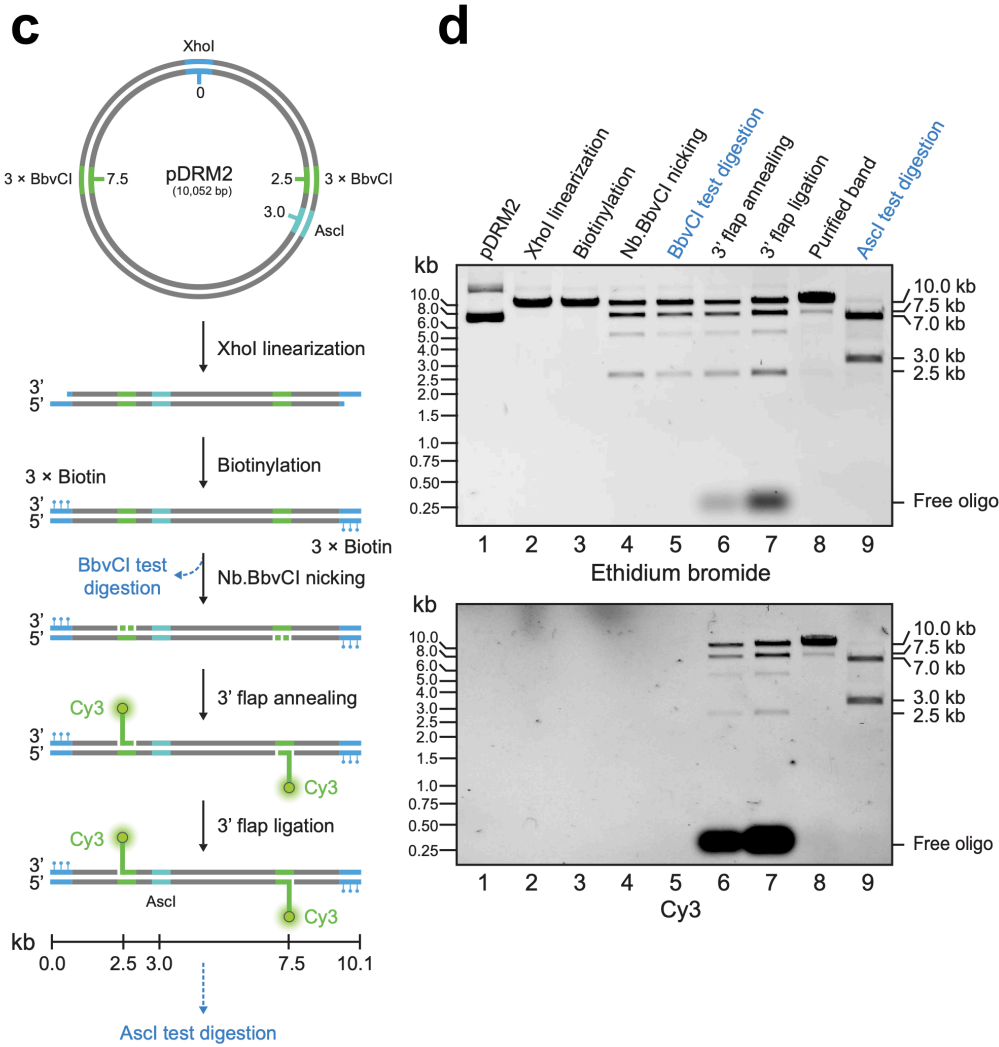 c
XhoI
0
3 × BbvCI
7.5
pDRM2
(10,052 bp)
2.5
3 × BbvCI
3.0
AscI
XhoI linearization
3’
5’
Biotinylation
3 × Biotin
3’
5’
3 × Biotin
BbvCI test
digestion
Nb.BbvCI nicking
3’
5’
3’ flap annealing
Cy3
3’
5’
Cy3
3’ flap ligation
Cy3
3’
5’
AscI
Cy3
kb
0.0 2.5 3.0 7.5 10.1
AscI test digestion
d
pDRM2
XhoI linearization
Biotinylation
Nb.BbvCI nicking
BbvCI test digestion
3’ flap annealing
3’ flap ligation
Purified band
AscI test digestion
kb
10.0
8.0
6.0
5.0
4.0
3.0
2.5
2.0
1.5
1.0
0.75
0.50
0.25
10.0 kb
7.5 kb
7.0 kb
3.0 kb
2.5 kb
Free oligo
1 2 3 4 5 6 7 8 9
Ethidium bromide
kb
10.0
8.0
6.0
5.0
4.0
3.0
2.5
2.0
1.5
1.0
0.75
0.50
0.25
10.0 kb
7.5 kb
7.0 kb
3.0 kb
2.5 kb
Free oligo
1 2 3 4 5 6 7 8 9
Cy3